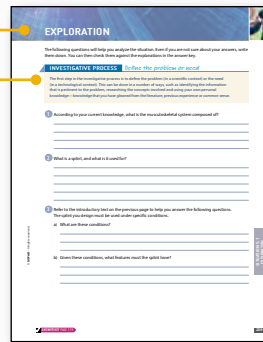 EXPLORATION
The following questions will help you analyze the situation. Even if you are not sure about your answers, write
them down. You can then check them against the explanations in the answer key.
INVESTIGATIVE PROCESS Define the problem or need
The first step in the investigative process is to define the problem (in a scientific context) or the need
(in a technological context). This can be done in a number of ways, such as identifying the information
that is pertinent to the problem, researching the concepts involved and using your own personal
knowledge – knowledge that you have gleaned from the literature, previous experience or common sense.
1 According to your current knowledge, what is the musculoskeletal system composed of?
2 What is a splint, and what is it used for?
3 Refer to the introductory text on the previous page to help you answer the following questions.
The splint you design must be used under specific conditions.
a) What are these conditions?
b) Given these conditions, what features must the splint have?
ANSWER KEY